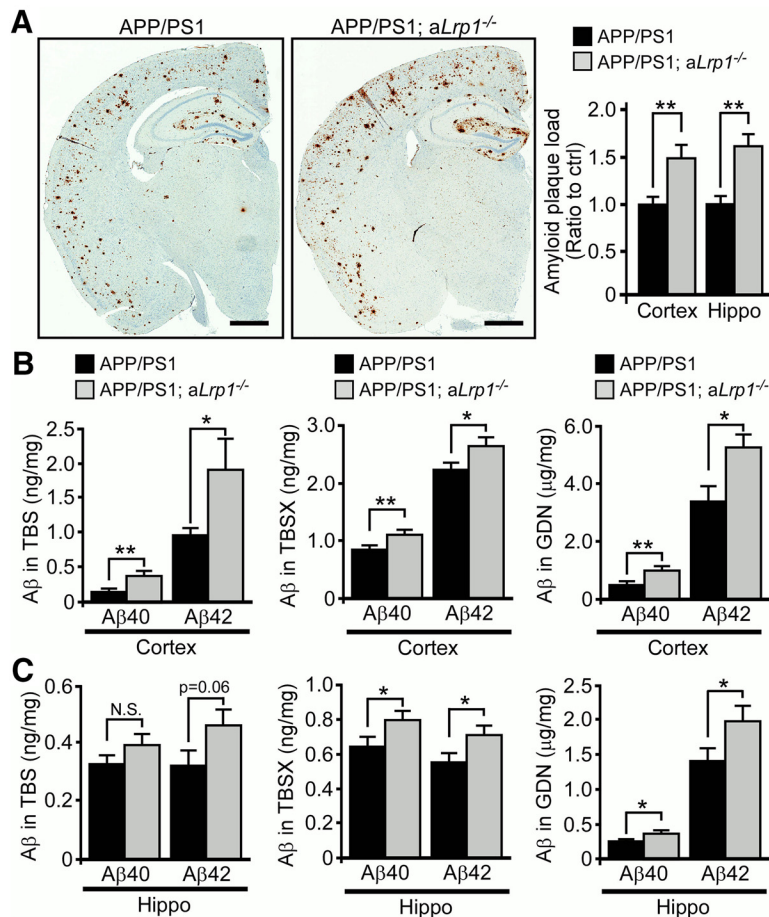 A
APP/PS1
APP/PS1; aLrp1-/-
APP/PS1
APP/PS1; aLrp1-/-
Amyloid plaque load
(Ratio to ctrl)
2.0
1.5
1.0
0.5
0
** **
Cortex Hippo
B
APP/PS1
APP/PS1; aLrp1-/-
Aβ in TBS (ng/mg)
2.5
2.0
1.5
1.0
0.5
0
** *
Aβ40 Aβ42
Cortex
APP/PS1
APP/PS1; aLrp1-/-
Aβ in TBSX (ng/mg)
3.0
2.0
1.0
0
** *
Aβ40 Aβ42
Cortex
APP/PS1
APP/PS1; aLrp1-/-
Aβ in GDN (μg/mg)
6.0
4.0
2.0
0
** *
Aβ40 Aβ42
Cortex
C
Aβ in TBS (ng/mg)
0.6
0.4
0.2
0
N.S. p=0.06
Aβ40 Aβ42
Hippo
Aβ in TBSX (ng/mg)
1.0
0.8
0.6
0.4
0.2
0
* *
Aβ40 Aβ42
Hippo
Aβ in GDN (μg/mg)
2.5
2.0
1.5
1.0
0.5
0
* *
Aβ40 Aβ42
Hippo